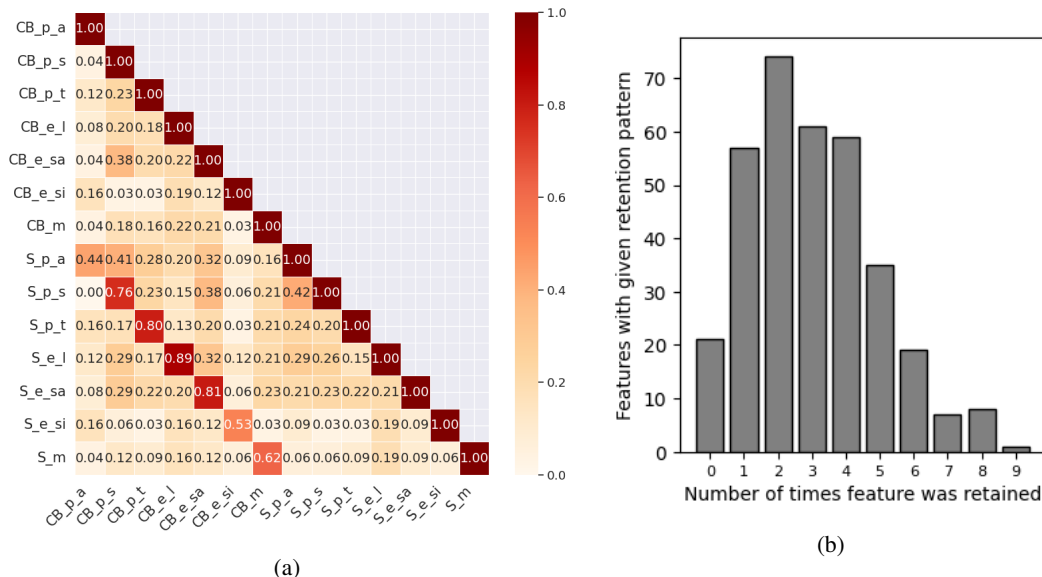 CB_p_a 1.00
CB_p_s 0.04 1.00
CB_p_t 0.12 0.23 1.00
CB_e_l 0.08 0.20 0.18 1.00
CB_e_sa 0.04 0.38 0.20 0.22 1.00
CB_e_si 0.16 0.03 0.03 0.19 0.12 1.00
CB_m 0.04 0.18 0.16 0.22 0.21 0.03 1.00
S_p_a 0.44 0.41 0.28 0.20 0.32 0.09 0.16 1.00
S_p_s 0.00 0.76 0.23 0.15 0.38 0.06 0.21 0.42 1.00
S_p_t 0.16 0.17 0.80 0.13 0.20 0.03 0.21 0.24 0.20 1.00
S_e_l 0.12 0.29 0.17 0.89 0.32 0.12 0.21 0.29 0.26 0.15 1.00
S_e_sa 0.08 0.29 0.22 0.20 0.81 0.06 0.23 0.21 0.23 0.22 0.21 1.00
S_e_si 0.16 0.06 0.03 0.16 0.12 0.53 0.03 0.09 0.03 0.03 0.19 0.09 1.00
S_m 0.04 0.12 0.09 0.16 0.12 0.06 0.62 0.06 0.06 0.09 0.19 0.09 0.06 1.00
CB_p_a CB_p_s CB_p_t CB_e_l CB_e_sa CB_e_si CB_m S_p_a S_p_s S_p_t S_e_l S_e_sa S_e_si S_m
1.0
0.8
0.6
0.4
0.2
0.0
(a)
Features with given retention pattern
70
60
50
40
30
20
10
0
0 1 2 3 4 5 6 7 8 9
Number of times feature was retained
(b)